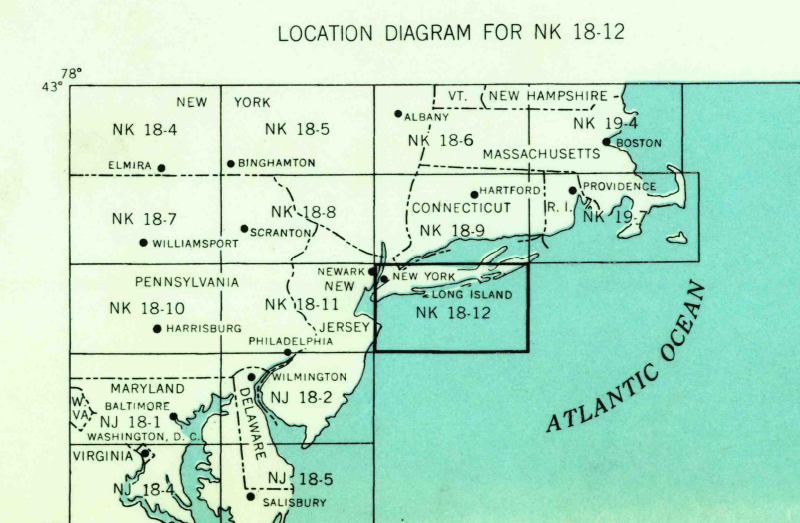 LOCATION DIAGRAM FOR NK 18-12
78°
43°
VT.
NEW HAMPSHIRE
NEW YORK
NK 18-4
NK 18-5
ALBANY
NK 18-6
NK 19-4
BOSTON
MASSACHUSETTS
ELMIRA
BINGHAMTON
HARTFORD
PROVIDENCE
CONNECTICUT
R. I.
NK 19-7
NK 18-7
NK 18-8
SCRANTON
NK 18-9
WILLIAMSPORT
NEWARK
NEW YORK
PENNSYLVANIA
NEW
LONG ISLAND
NK 18-10
NK 18-11
NK 18-12
HARRISBURG
JERSEY
PHILADELPHIA
ATLANTIC OCEAN
WILMINGTON
MARYLAND
W.
VA.
BALTIMORE
NJ 18-1
DELAWARE
NJ 18-2
WASHINGTON, D. C.
VIRGINIA
NJ 18-4
NJ 18-5
SALISBURY